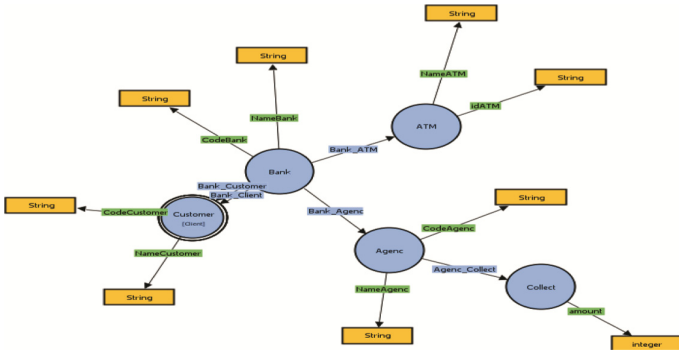 String
String
NameATM
String
String
idATM
NameBank
ATM
CodeBank
Bank_ATM
Bank
Bank_Customer
Bank_Client
String
String
CodeCustomer
Customer
[Client]
Bank_Agenc
CodeAgenc
NameCustomer
Agenc
Agenc_Collect
Collect
NameAgenc
String
amount
String
integer